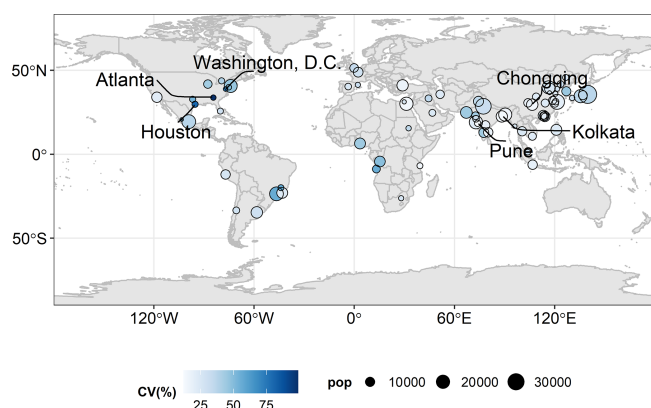 50°N
0°
50°S
Washington, D.C.
Atlanta
Houston
Chongqing
Kolkata
Pune
120°W 60°W 0° 60°E 120°E
CV(%) 25 50 75
pop 10000 20000 30000